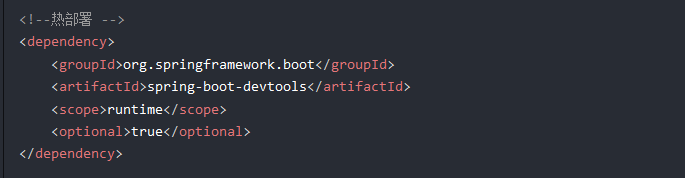 <!--热部署 -->
<dependency>
    <groupId>org.springframework.boot</groupId>
    <artifactId>spring-boot-devtools</artifactId>
    <scope>runtime</scope>
    <optional>true</optional>
</dependency>